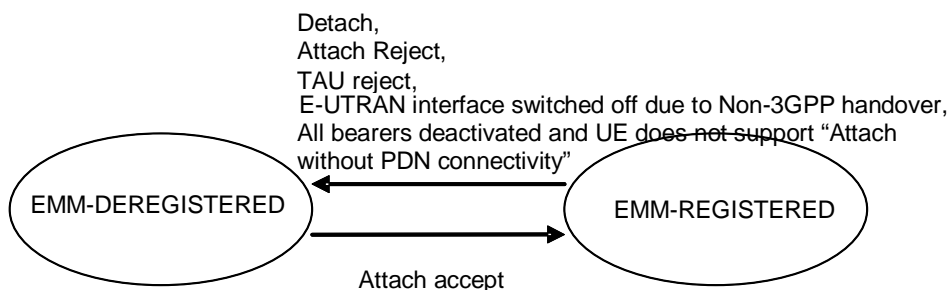 Detach,
Attach Reject,
TAU reject,
E-UTRAN interface switched off due to Non-3GPP handover,
All bearers deactivated and UE does not support “Attach
without PDN connectivity”
EMM-DEREGISTERED
EMM-REGISTERED
Attach accept